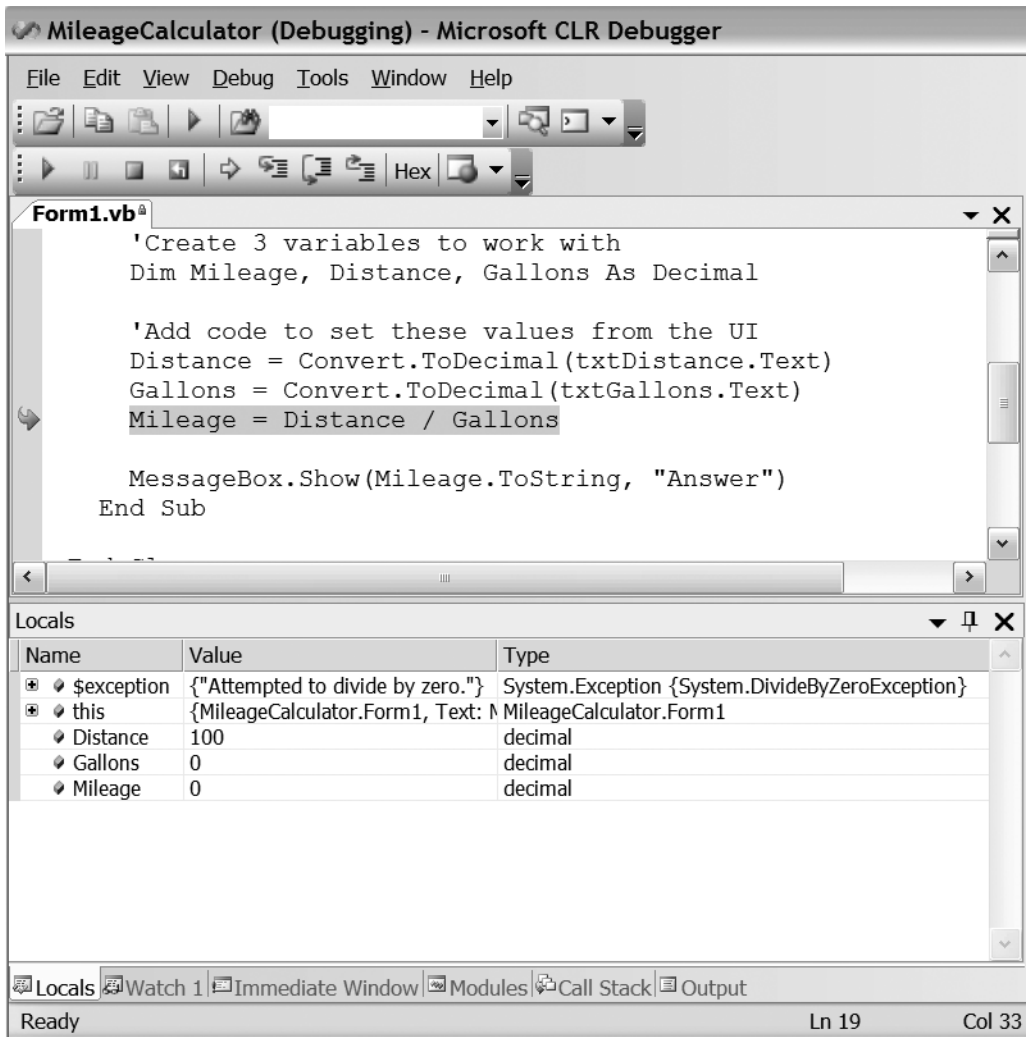 MileageCalculator (Debugging) - Microsoft CLR Debugger
File Edit View Debug Tools Window Help
Hex
Form1.vb
'Create 3 variables to work with
Dim Mileage, Distance, Gallons As Decimal
'Add code to set these values from the UI
Distance = Convert.ToDecimal(txtDistance.Text)
Gallons = Convert.ToDecimal(txtGallons.Text)
Mileage = Distance / Gallons
MessageBox.Show(Mileage.ToString, "Answer")
End Sub
Locals
Name Value Type
$exception {"Attempted to divide by zero."} System.Exception {System.DivideByZeroException}
this {MileageCalculator.Form1, Text: M MileageCalculator.Form1
Distance 100 decimal
Gallons 0 decimal
Mileage 0 decimal
Locals Watch 1 Immediate Window Modules Call Stack Output
Ready Ln 19 Col 33